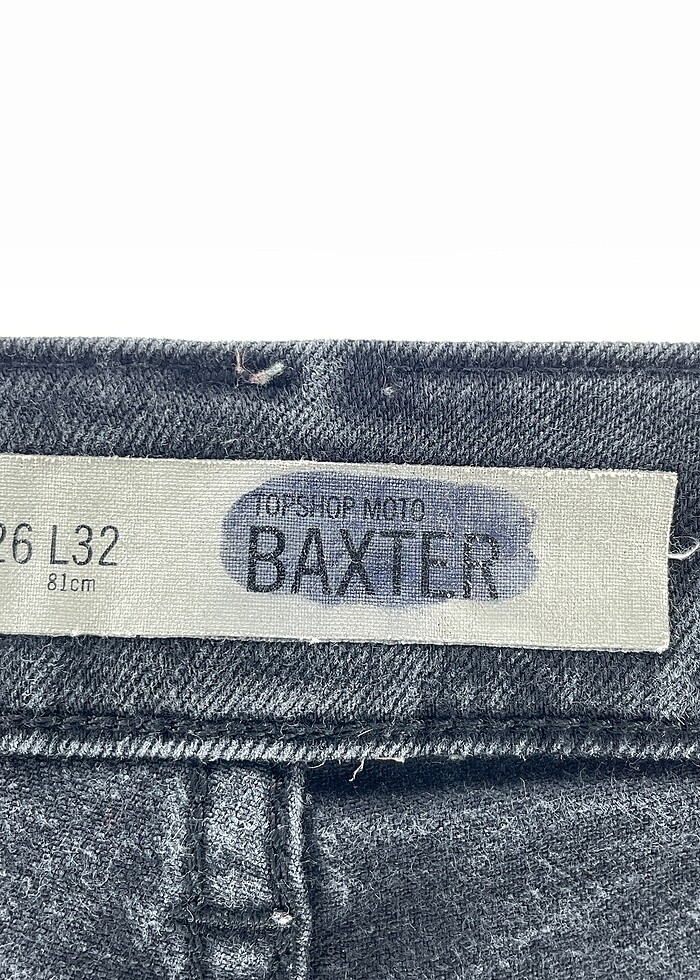 26 L32
81cm
TOPSHOP MOTO
BAXTER